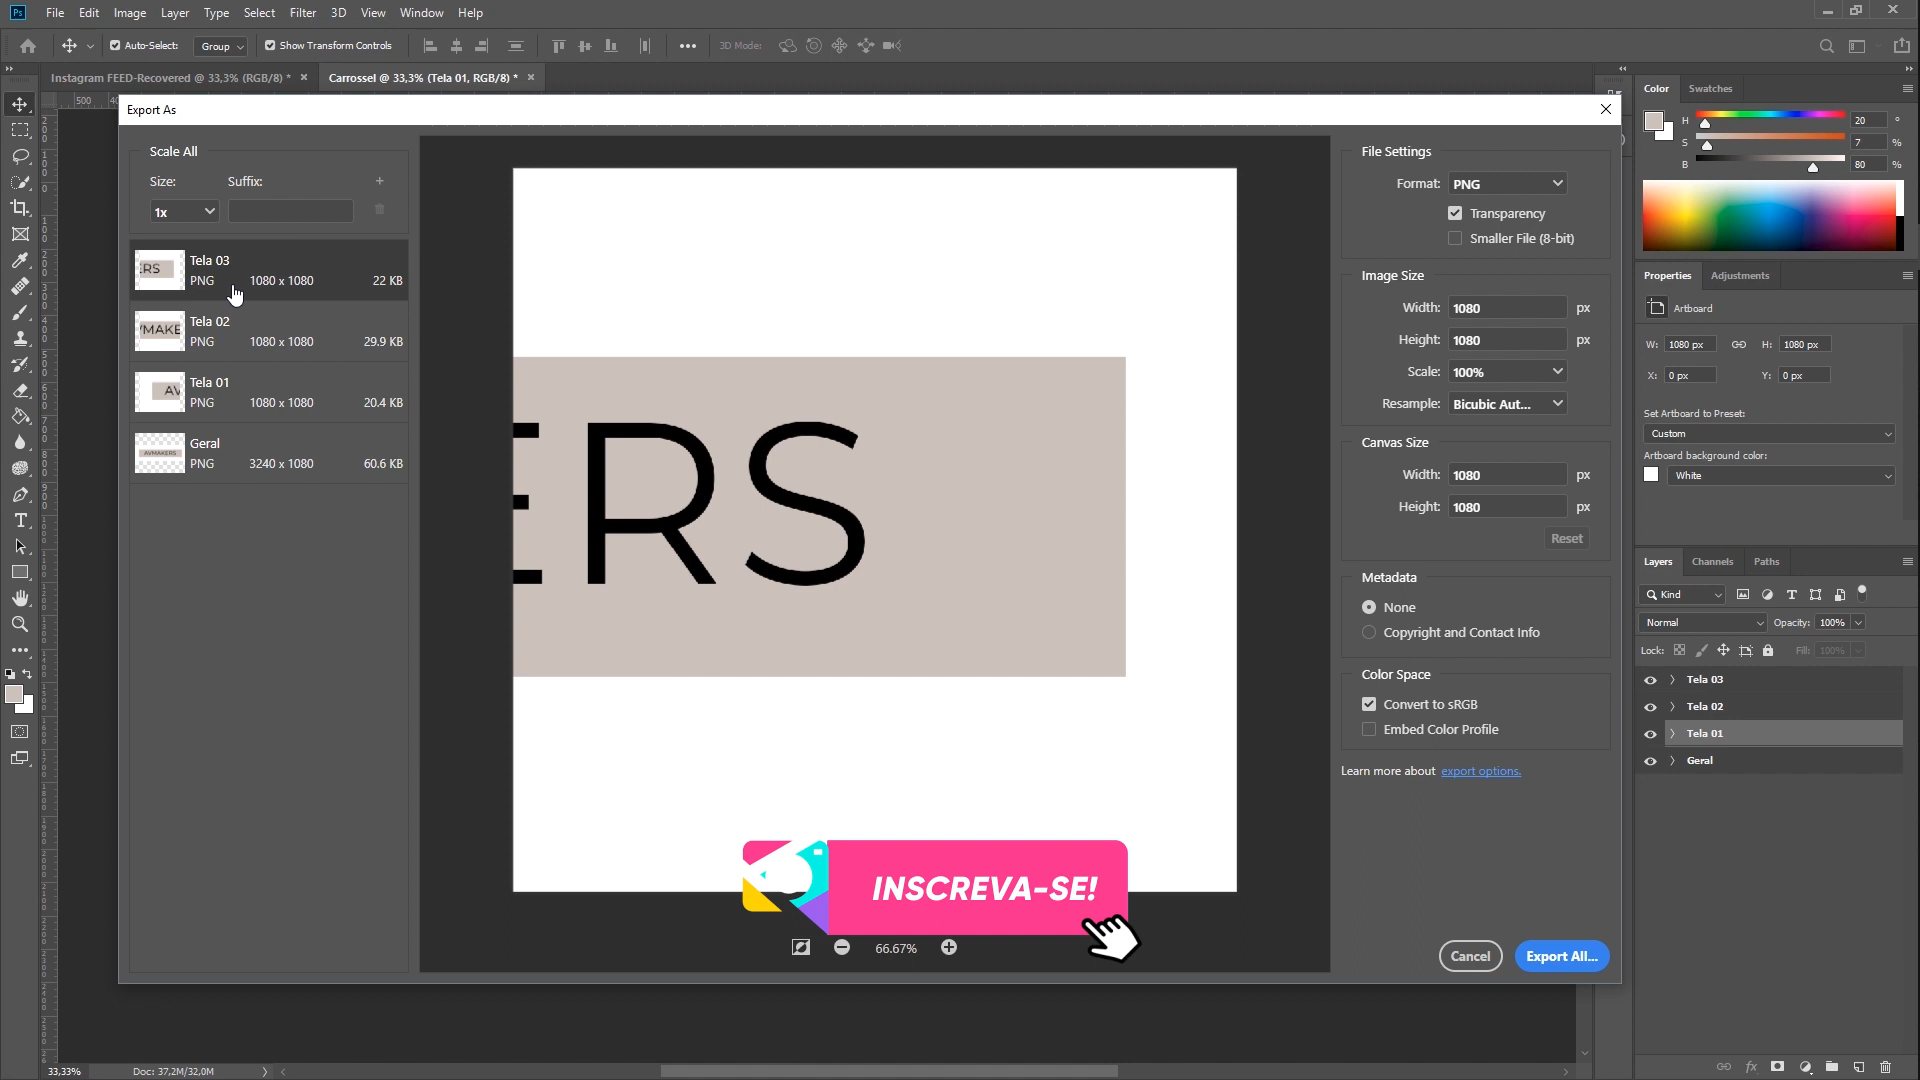 Ps File Edit Image Layer Type Select Filter 3D View Window Help
Auto-Select: Group Show Transform Controls 3D Mode:
Instagram FEED-Recovered @ 33,3% (RGB/8) * × Carrossel @ 33,3% (Tela 01, RGB/8) * ×
500
Export As
Scale All
Size: Suffix:
1x
Tela 03
PNG 1080 x 1080 22 KB
Tela 02
PNG 1080 x 1080 29.9 KB
Tela 01
PNG 1080 x 1080 20.4 KB
Geral
PNG 3240 x 1080 60.6 KB
ERS
VMAKE
AV
AVMAKERS
ERS
INSCREVA-SE!
66.67%
File Settings
Format: PNG
Transparency
Smaller File (8-bit)
Image Size
Width: 1080 px
Height: 1080 px
Scale: 100%
Resample: Bicubic Aut...
Canvas Size
Width: 1080 px
Height: 1080 px
Reset
Metadata
None
Copyright and Contact Info
Color Space
Convert to sRGB
Embed Color Profile
Learn more about export options.
Cancel Export All...
Color Swatches
H 20 °
S 7 %
B 80 %
Properties Adjustments
Artboard
W: 1080 px H: 1080 px
X: 0 px Y: 0 px
Set Artboard to Preset:
Custom
Artboard background color:
White
Layers Channels Paths
Kind
Normal Opacity: 100%
Lock: Fill: 100%
Tela 03
Tela 02
Tela 01
Geral
fx
33,33% Doc: 37,2M/32,0M